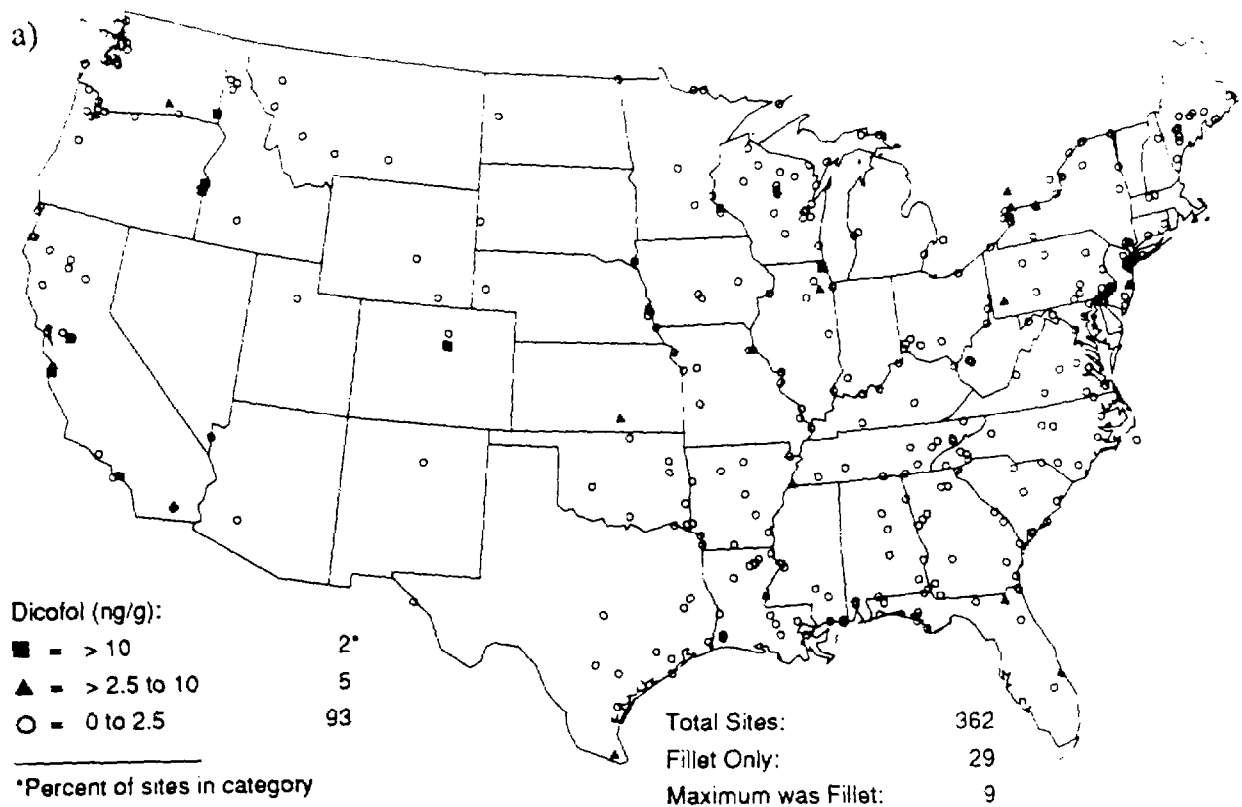 a)
Dicofol (ng/g):
■ = > 10 2*
▲ = > 2.5 to 10 5
○ = 0 to 2.5 93
*Percent of sites in category
Total Sites: 362
Fillet Only: 29
Maximum was Fillet: 9